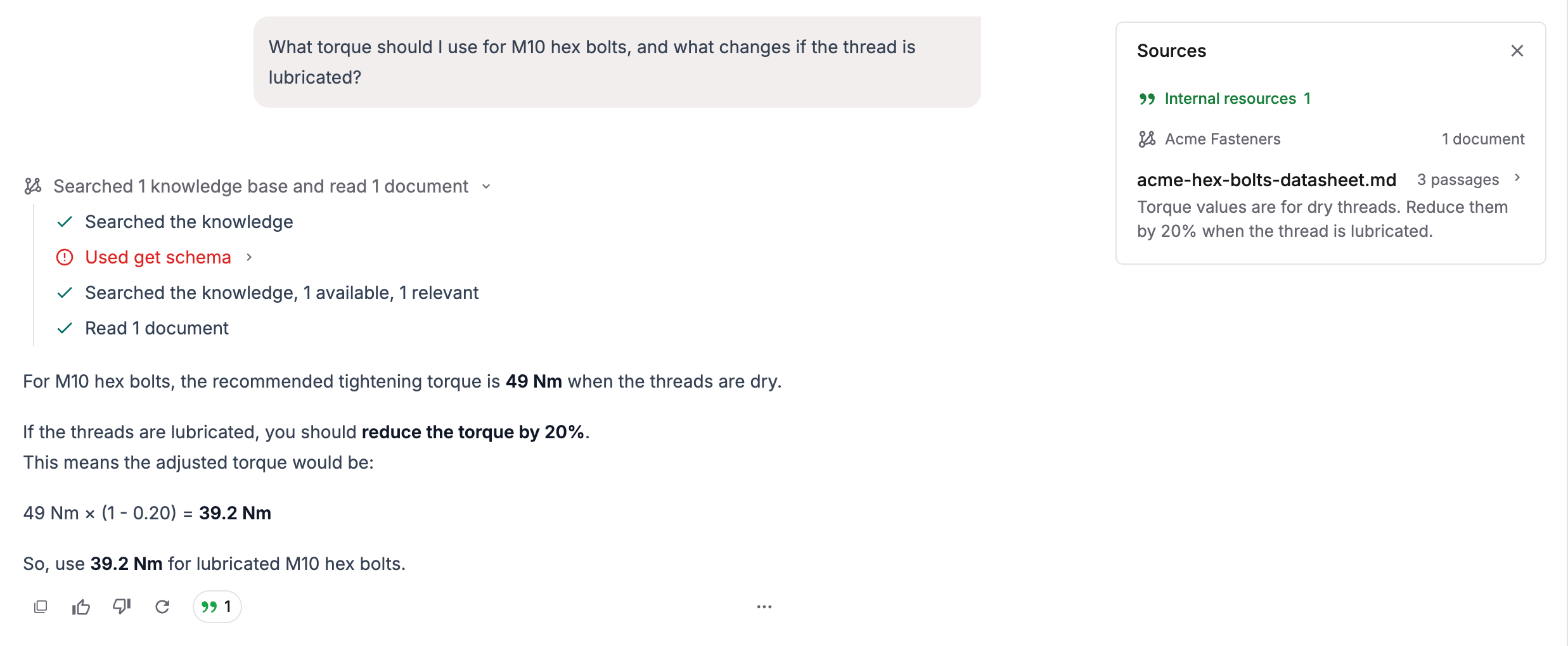 What torque should I use for M10 hex bolts, and what changes if the thread is
lubricated?
Searched 1 knowledge base and read 1 document
Searched the knowledge
Used get schema
Searched the knowledge, 1 available, 1 relevant
Read 1 document
For M10 hex bolts, the recommended tightening torque is 49 Nm when the threads are dry.
If the threads are lubricated, you should reduce the torque by 20%.
This means the adjusted torque would be:
49 Nm × (1 - 0.20) = 39.2 Nm
So, use 39.2 Nm for lubricated M10 hex bolts.
1
Sources
Internal resources 1
Acme Fasteners 1 document
acme-hex-bolts-datasheet.md 3 passages
Torque values are for dry threads. Reduce them
by 20% when the thread is lubricated.